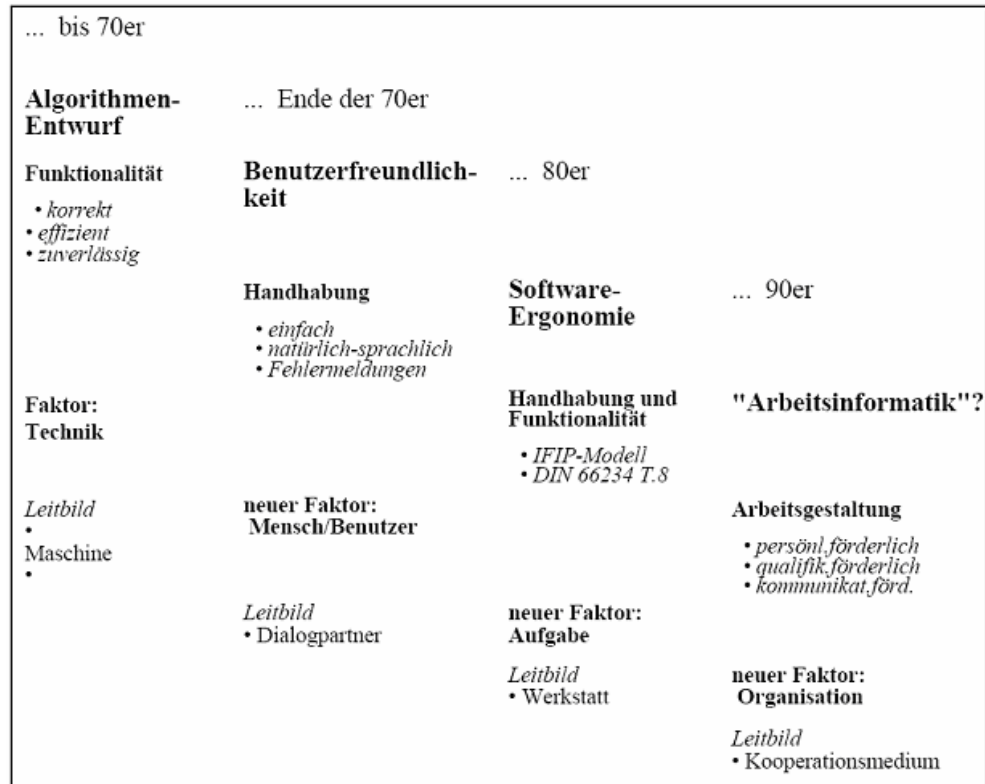 ... bis 70er
Algorithmen-
Entwurf
Funktionalität
• korrekt
• effizient
• zuverlässig
Faktor:
Technik
Leitbild
•
Maschine
•
... Ende der 70er
Benutzerfreundlich-
keit
Handhabung
• einfach
• natürlich-sprachlich
• Fehlermeldungen
neuer Faktor:
Mensch/Benutzer
Leitbild
• Dialogpartner
... 80er
Software-
Ergonomie
Handhabung und
Funktionalität
• IFIP-Modell
• DIN 66234 T.8
neuer Faktor:
Aufgabe
Leitbild
• Werkstatt
... 90er
"Arbeitsinformatik"?
Arbeitsgestaltung
• persönl.förderlich
• qualifik.förderlich
• kommunikat.förd.
neuer Faktor:
Organisation
Leitbild
• Kooperationsmedium